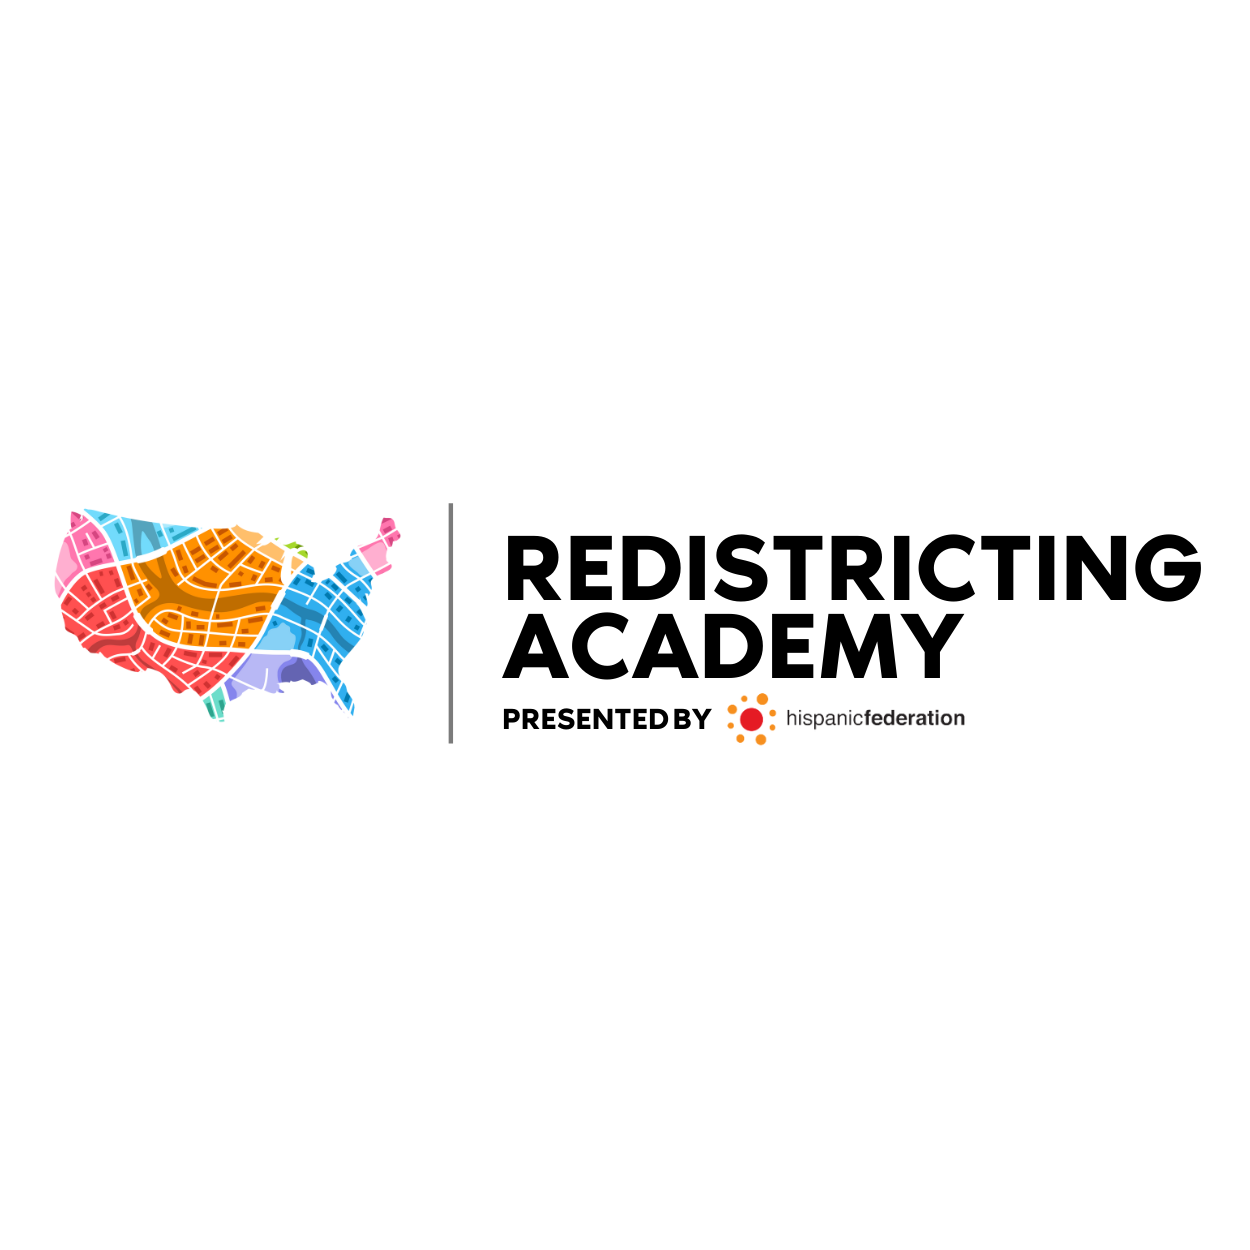 REDISTRICTING
ACADEMY
PRESENTED BY hispanicfederation